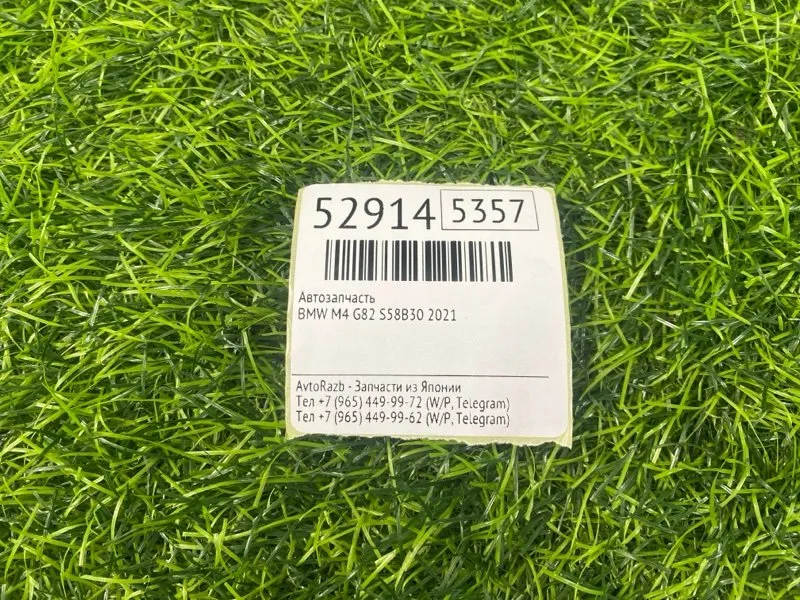 52914 5357
Автозапчасть
BMW M4 G82 S58B30 2021
AvtoRazb - Запчасти из Японии
Тел +7 (965) 449-99-72 (W/P, Telegram)
Тел +7 (965) 449-99-62 (W/P, Telegram)